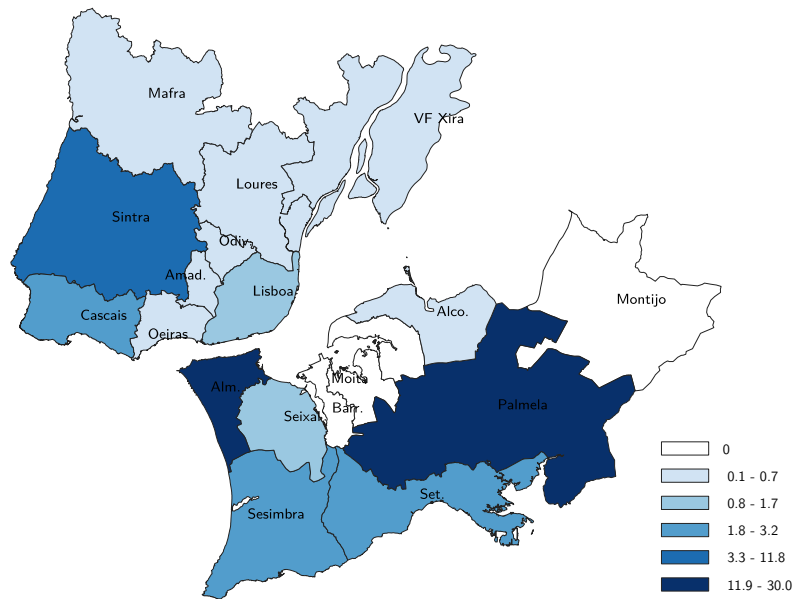 Mafra
VF Xira
Loures
Sintra
Odiv.
Amad.
Lisboa
Montijo
Cascais
Alco.
Oeiras
Moita
Alm.
Palmela
Barr.
Seixal
Set.
Sesimbra
0
0.1 - 0.7
0.8 - 1.7
1.8 - 3.2
3.3 - 11.8
11.9 - 30.0